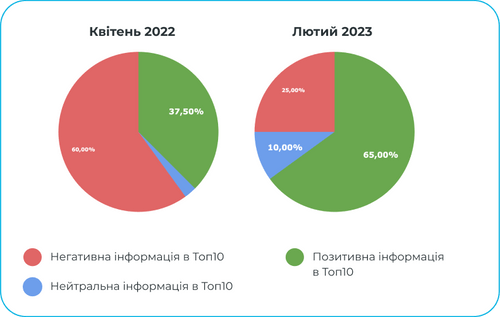 Квітень 2022
Лютий 2023
37,50%
60,00%
25,00%
10,00%
65,00%
Негативна інформація в Топ10
Нейтральна інформація в Топ10
Позитивна інформація
в Топ10